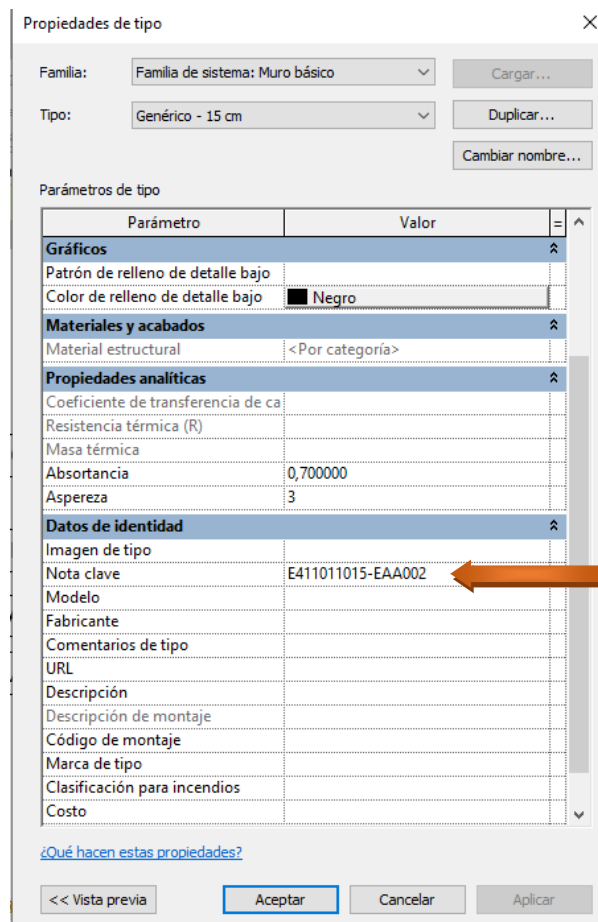 Propiedades de tipo
Familia: Familia de sistema: Muro básico Cargar...
Tipo: Genérico - 15 cm Duplicar...
Cambiar nombre...
Parámetros de tipo
Parámetro Valor =
Gráficos
Patrón de relleno de detalle bajo
Color de relleno de detalle bajo Negro
Materiales y acabados
Material estructural <Por categoría>
Propiedades analíticas
Coeficiente de transferencia de ca
Resistencia térmica (R)
Masa térmica
Absortancia 0,700000
Aspereza 3
Datos de identidad
Imagen de tipo
Nota clave E411011015-EAA002
Modelo
Fabricante
Comentarios de tipo
URL
Descripción
Descripción de montaje
Código de montaje
Marca de tipo
Clasificación para incendios
Costo
¿Qué hacen estas propiedades?
<< Vista previa Aceptar Cancelar Aplicar